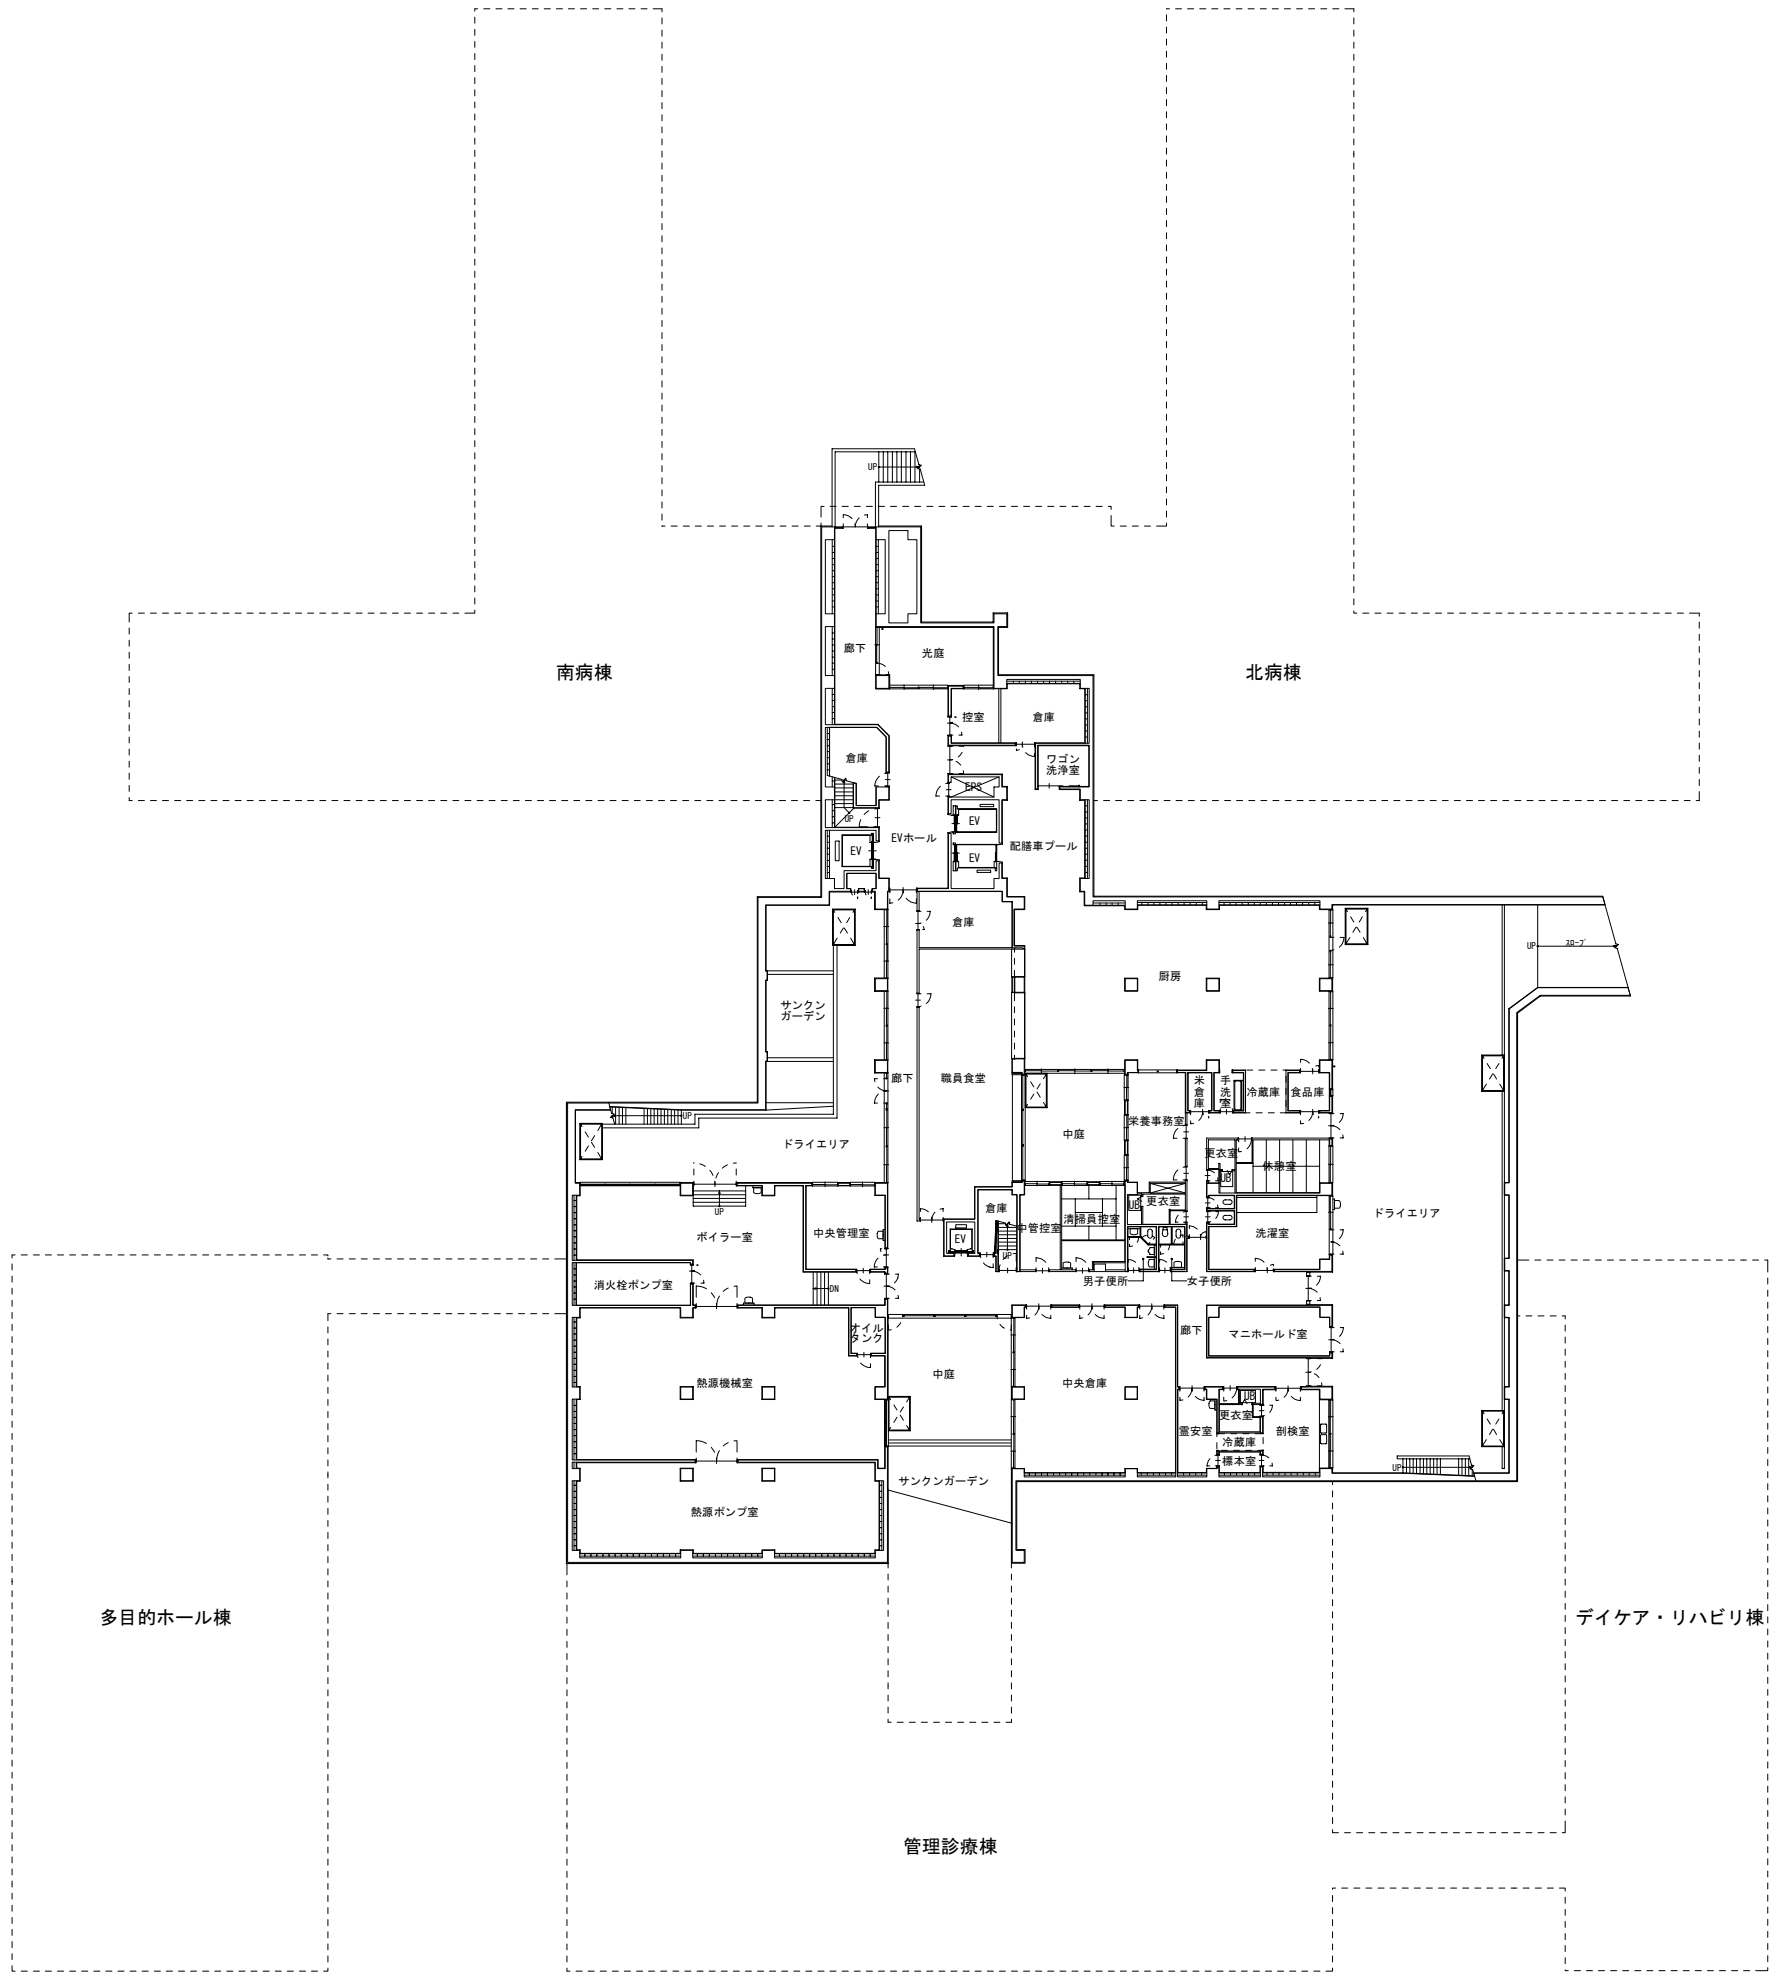 UP
廊下
光庭
南病棟
北病棟
控室
倉庫
倉庫
ワゴン
洗浄室
EPS
UP
EV
EV
EVホール
配膳車プール
EV
EV
倉庫
UP
スロープ
厨房
サンクン
ガーデン
廊下
職員食堂
米倉庫
手洗室
冷蔵庫
食品庫
UP
中庭
栄養事務室
ドライエリア
更衣室
休憩室
UB
UP
倉庫
中管控室
清掃員控室
UB
更衣室
ドライエリア
ボイラー室
中央管理室
EV
UP
洗濯室
消火栓ポンプ室
DN
男子便所
女子便所
オイル
タンク
廊下
マニホールド室
熱源機械室
中庭
中央倉庫
UB
更衣室
霊安室
剖検室
冷蔵庫
標本室
UP
サンクンガーデン
熱源ポンプ室
多目的ホール棟
デイケア・リハビリ棟
管理診療棟